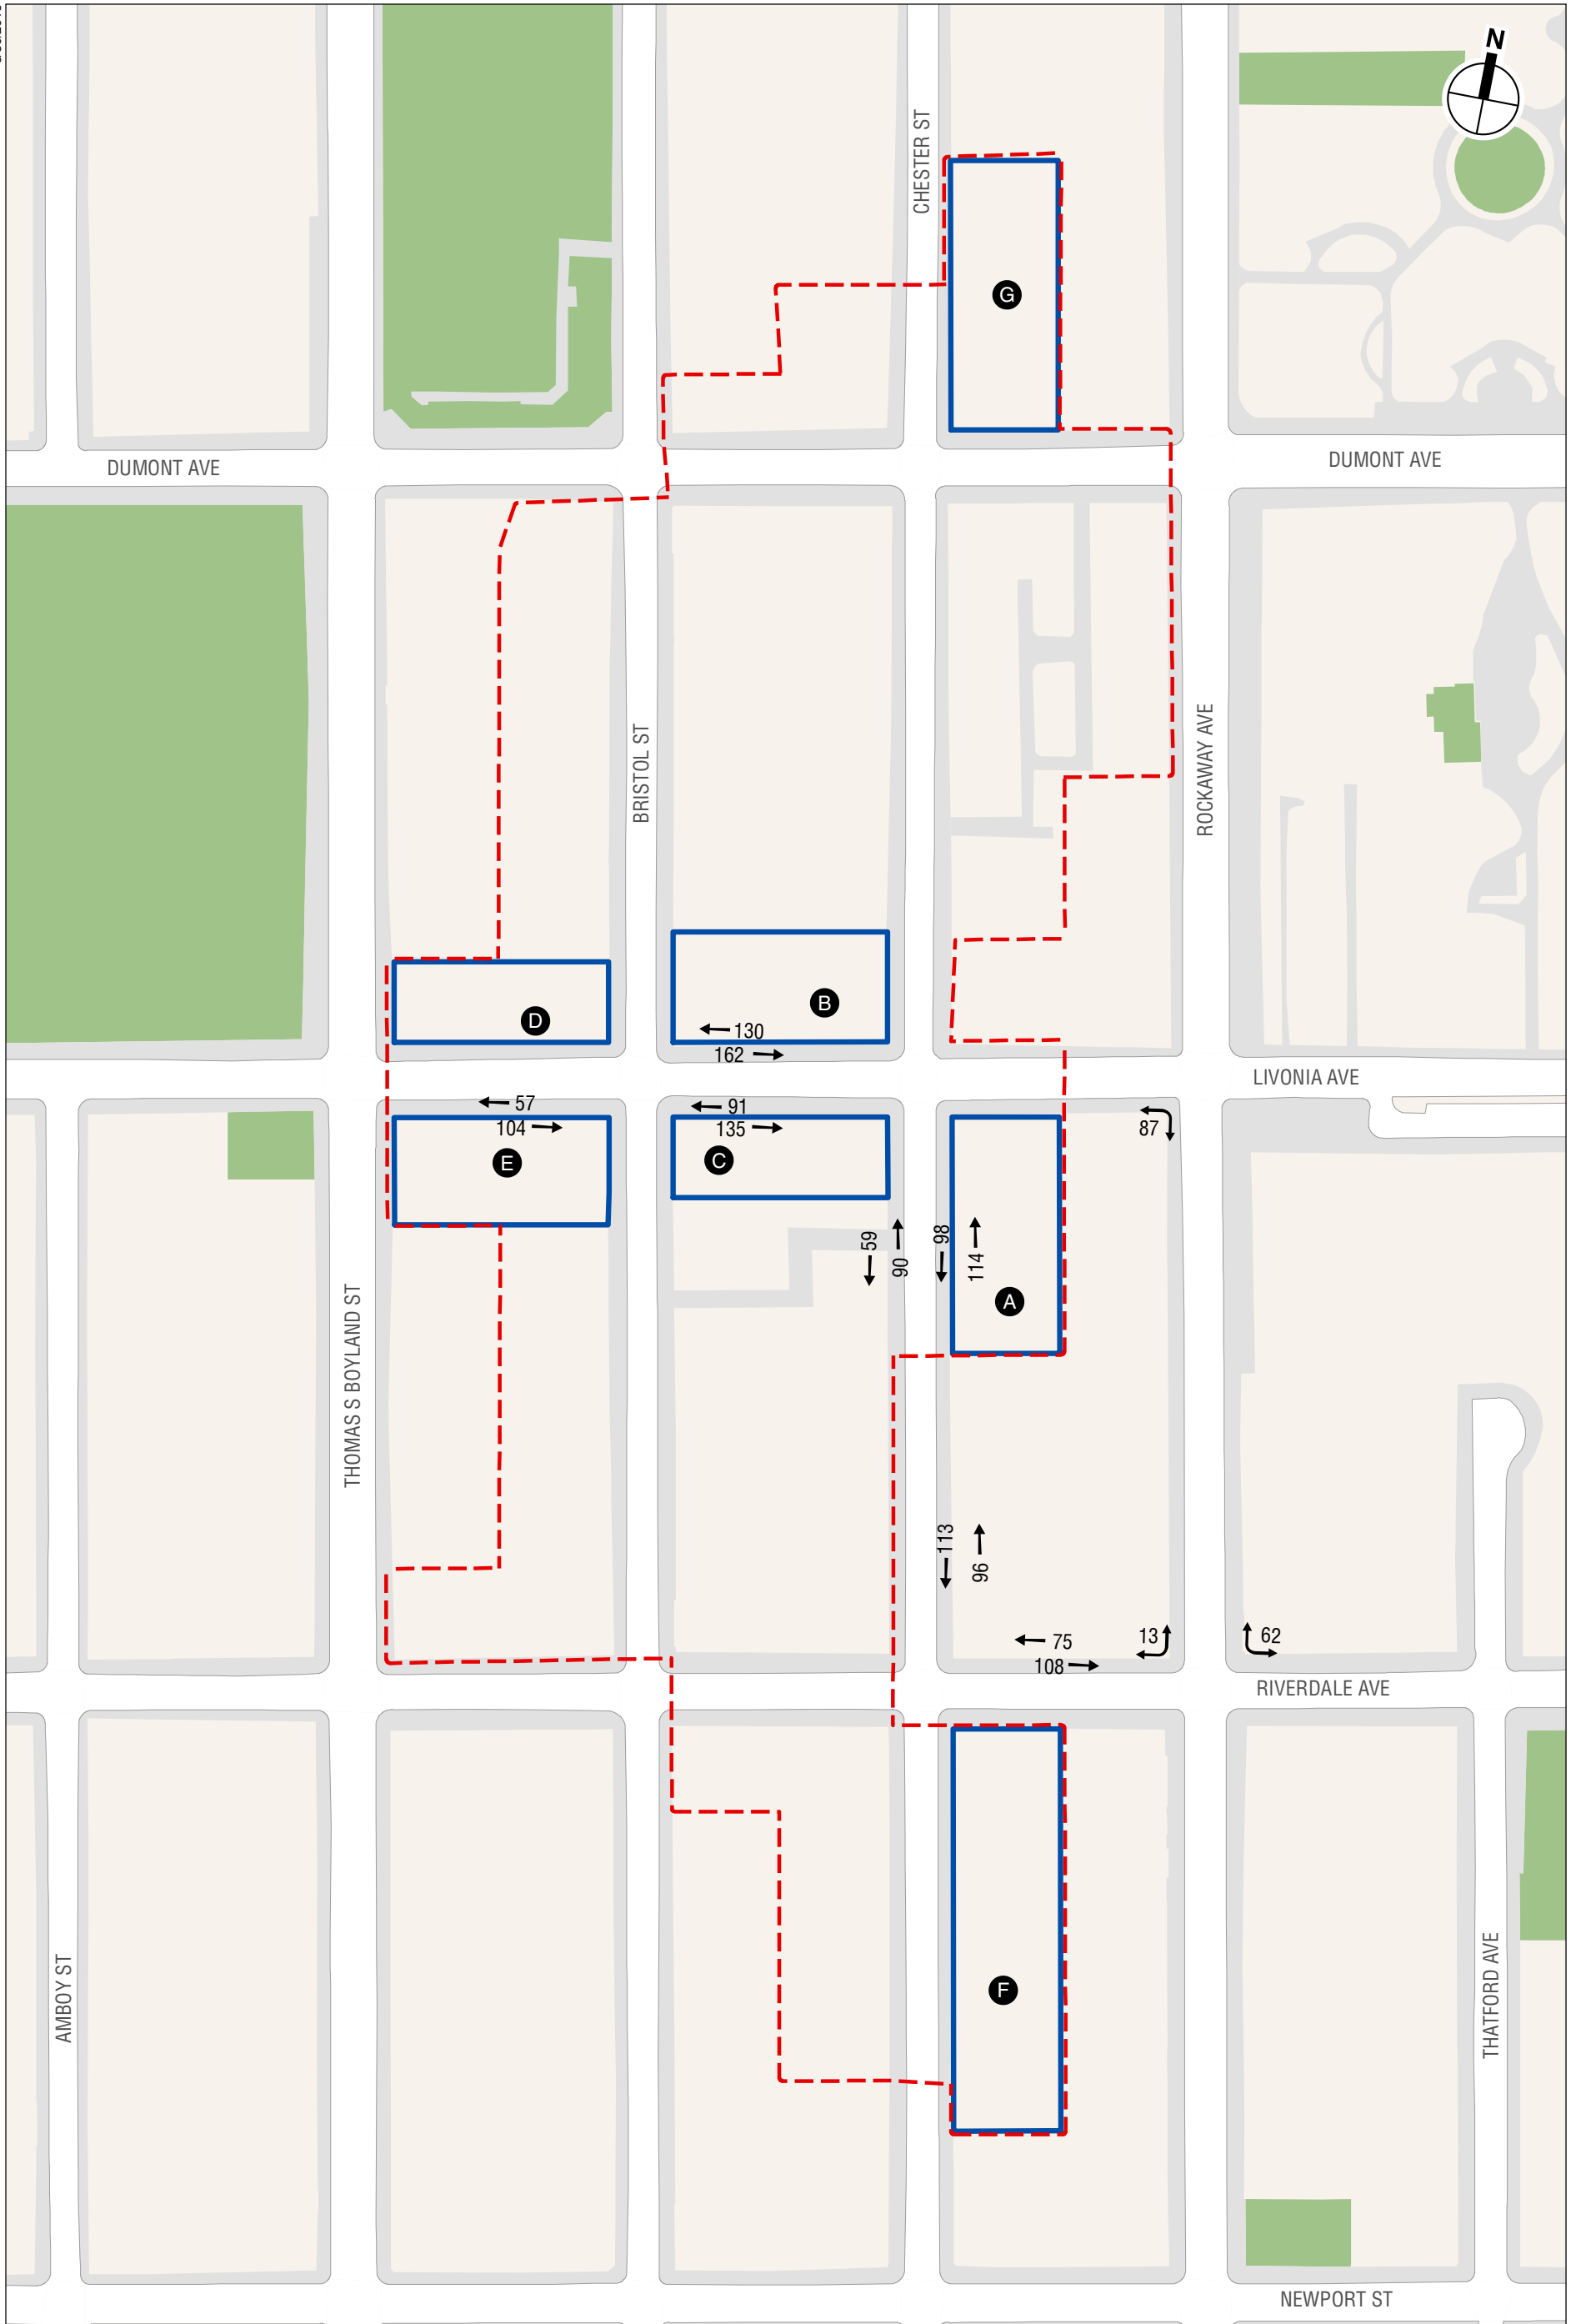 N
CHESTER ST
G
DUMONT AVE
DUMONT AVE
BRISTOL ST
ROCKAWAY AVE
B
D
130
162
LIVONIA AVE
57
91
104
135
87
E
C
59
90
98
114
A
THOMAS S BOYLAND ST
113
96
75
13
62
108
RIVERDALE AVE
F
AMBOY ST
THATFORD AVE
NEWPORT ST